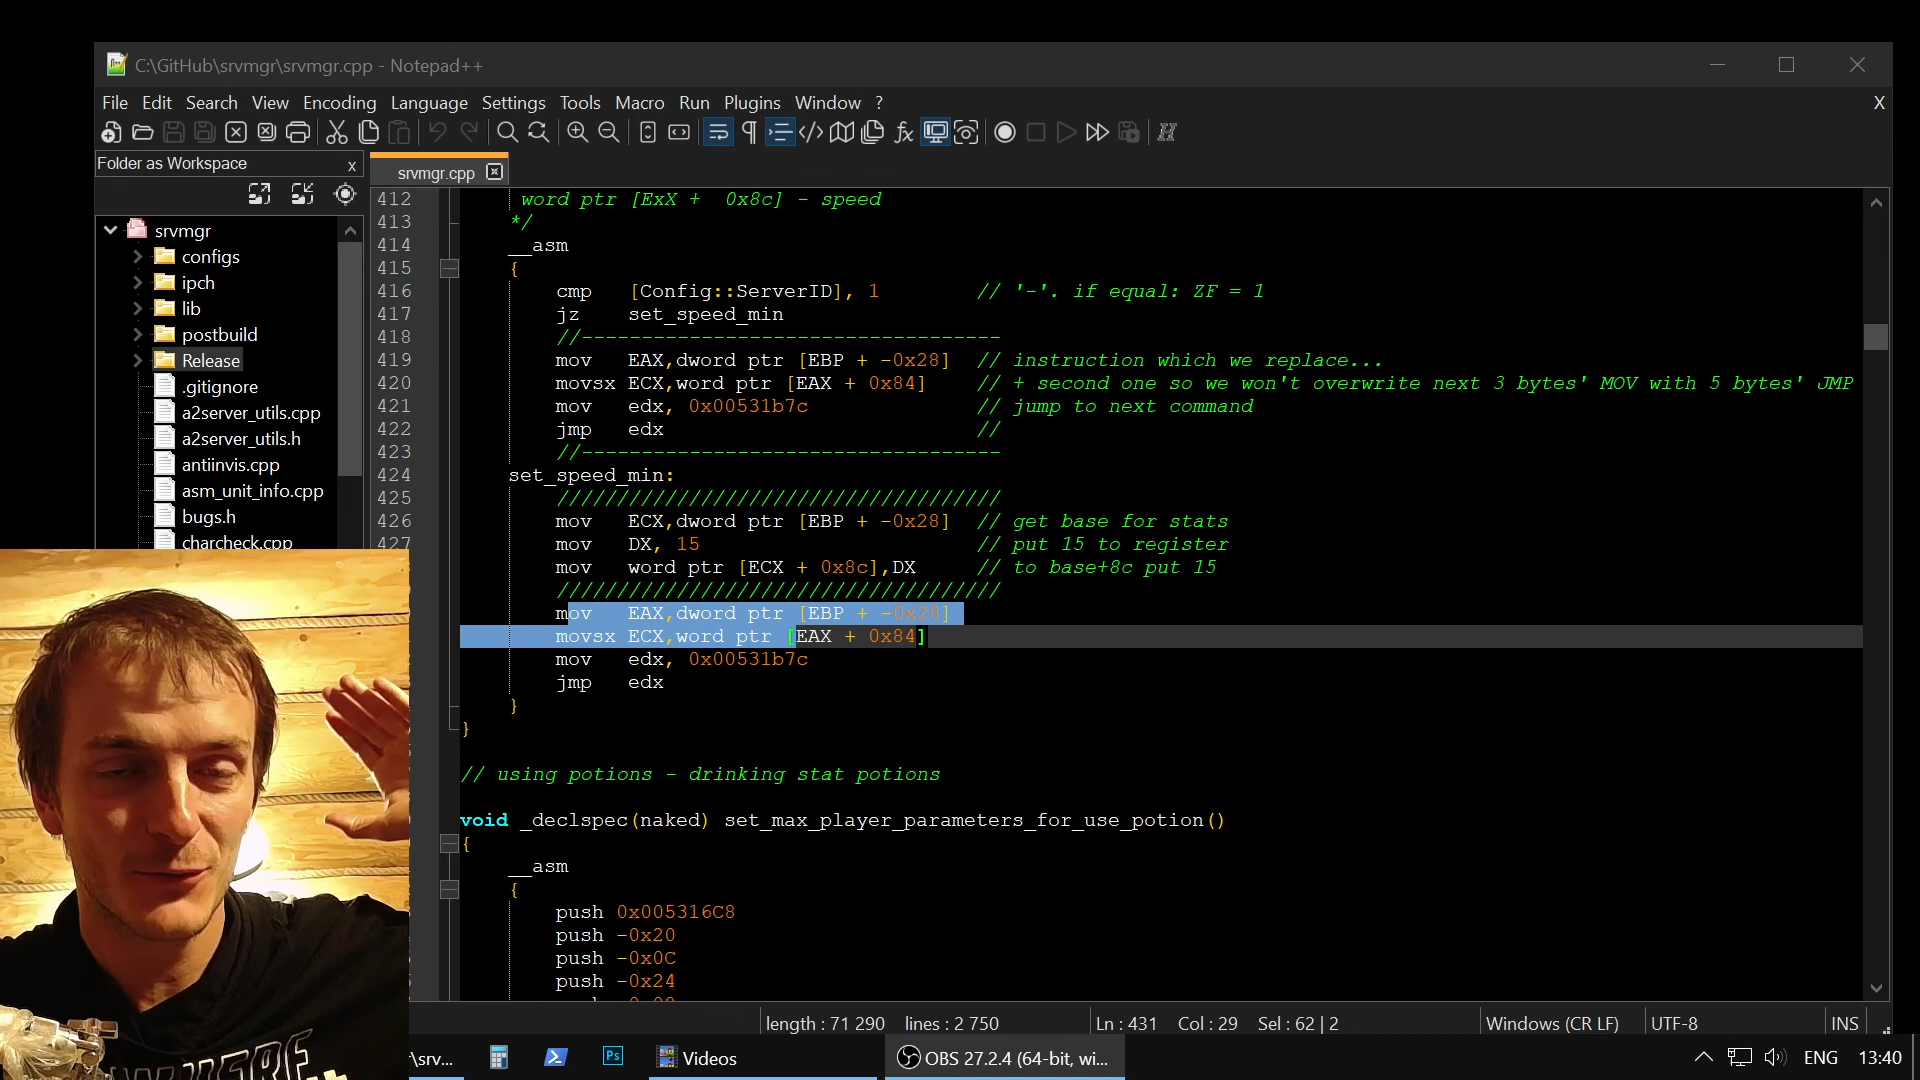 C:\GitHub\srvmgr\srvmgr.cpp - Notepad++
File Edit Search View Encoding Language Settings Tools Macro Run Plugins Window ? X
Folder as Workspace x
srvmgr.cpp
srvmgr
configs
ipch
lib
postbuild
Release
.gitignore
a2server_utils.cpp
a2server_utils.h
antiinvis.cpp
asm_unit_info.cpp
bugs.h
charcheck.cpp
412 word ptr [ExX + 0x8c] - speed
413 */
414 __asm
415 {
416 cmp [Config::ServerID], 1 // '-'. if equal: ZF = 1
417 jz set_speed_min
418 //-----------------------------------
419 mov EAX,dword ptr [EBP + -0x28] // instruction which we replace...
420 movsx ECX,word ptr [EAX + 0x84] // + second one so we won't overwrite next 3 bytes' MOV with 5 bytes' JMP
421 mov edx, 0x00531b7c // jump to next command
422 jmp edx //
423 //-----------------------------------
424 set_speed_min:
425 /////////////////////////////////////
426 mov ECX,dword ptr [EBP + -0x28] // get base for stats
427 mov DX, 15 // put 15 to register
mov word ptr [ECX + 0x8c],DX // to base+8c put 15
/////////////////////////////////////
mov EAX,dword ptr [EBP + -0x28]
movsx ECX,word ptr [EAX + 0x84]
mov edx, 0x00531b7c
jmp edx
}
}
// using potions - drinking stat potions
void _declspec(naked) set_max_player_parameters_for_use_potion()
{
__asm
{
push 0x005316C8
push -0x20
push -0x0C
push -0x24
length : 71 290 lines : 2 750 Ln : 431 Col : 29 Sel : 62 | 2 Windows (CR LF) UTF-8 INS
\srv... Ps Videos OBS 27.2.4 (64-bit, wi... ENG 13:40